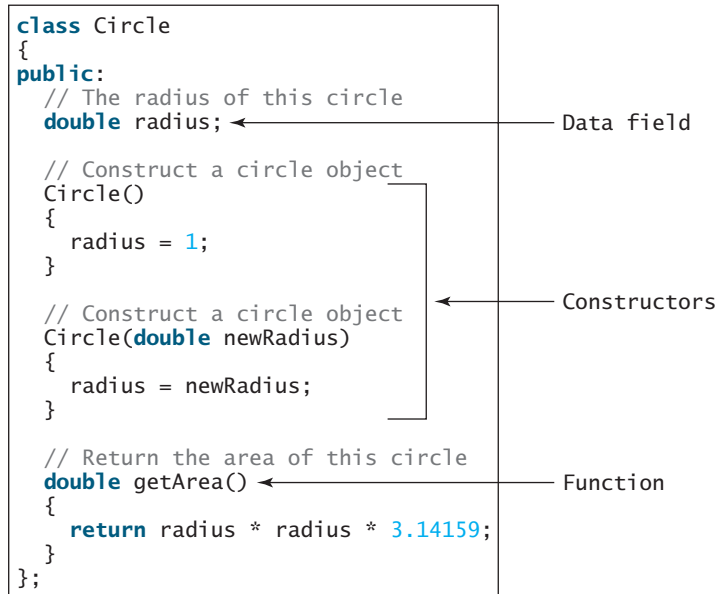 class Circle
{
public:
// The radius of this circle
double radius;
Data field
// Construct a circle object
Circle()
{
radius = 1;
}
Constructors
// Construct a circle object
Circle(double newRadius)
{
radius = newRadius;
}
// Return the area of this circle
double getArea()
Function
{
return radius * radius * 3.14159;
}
};